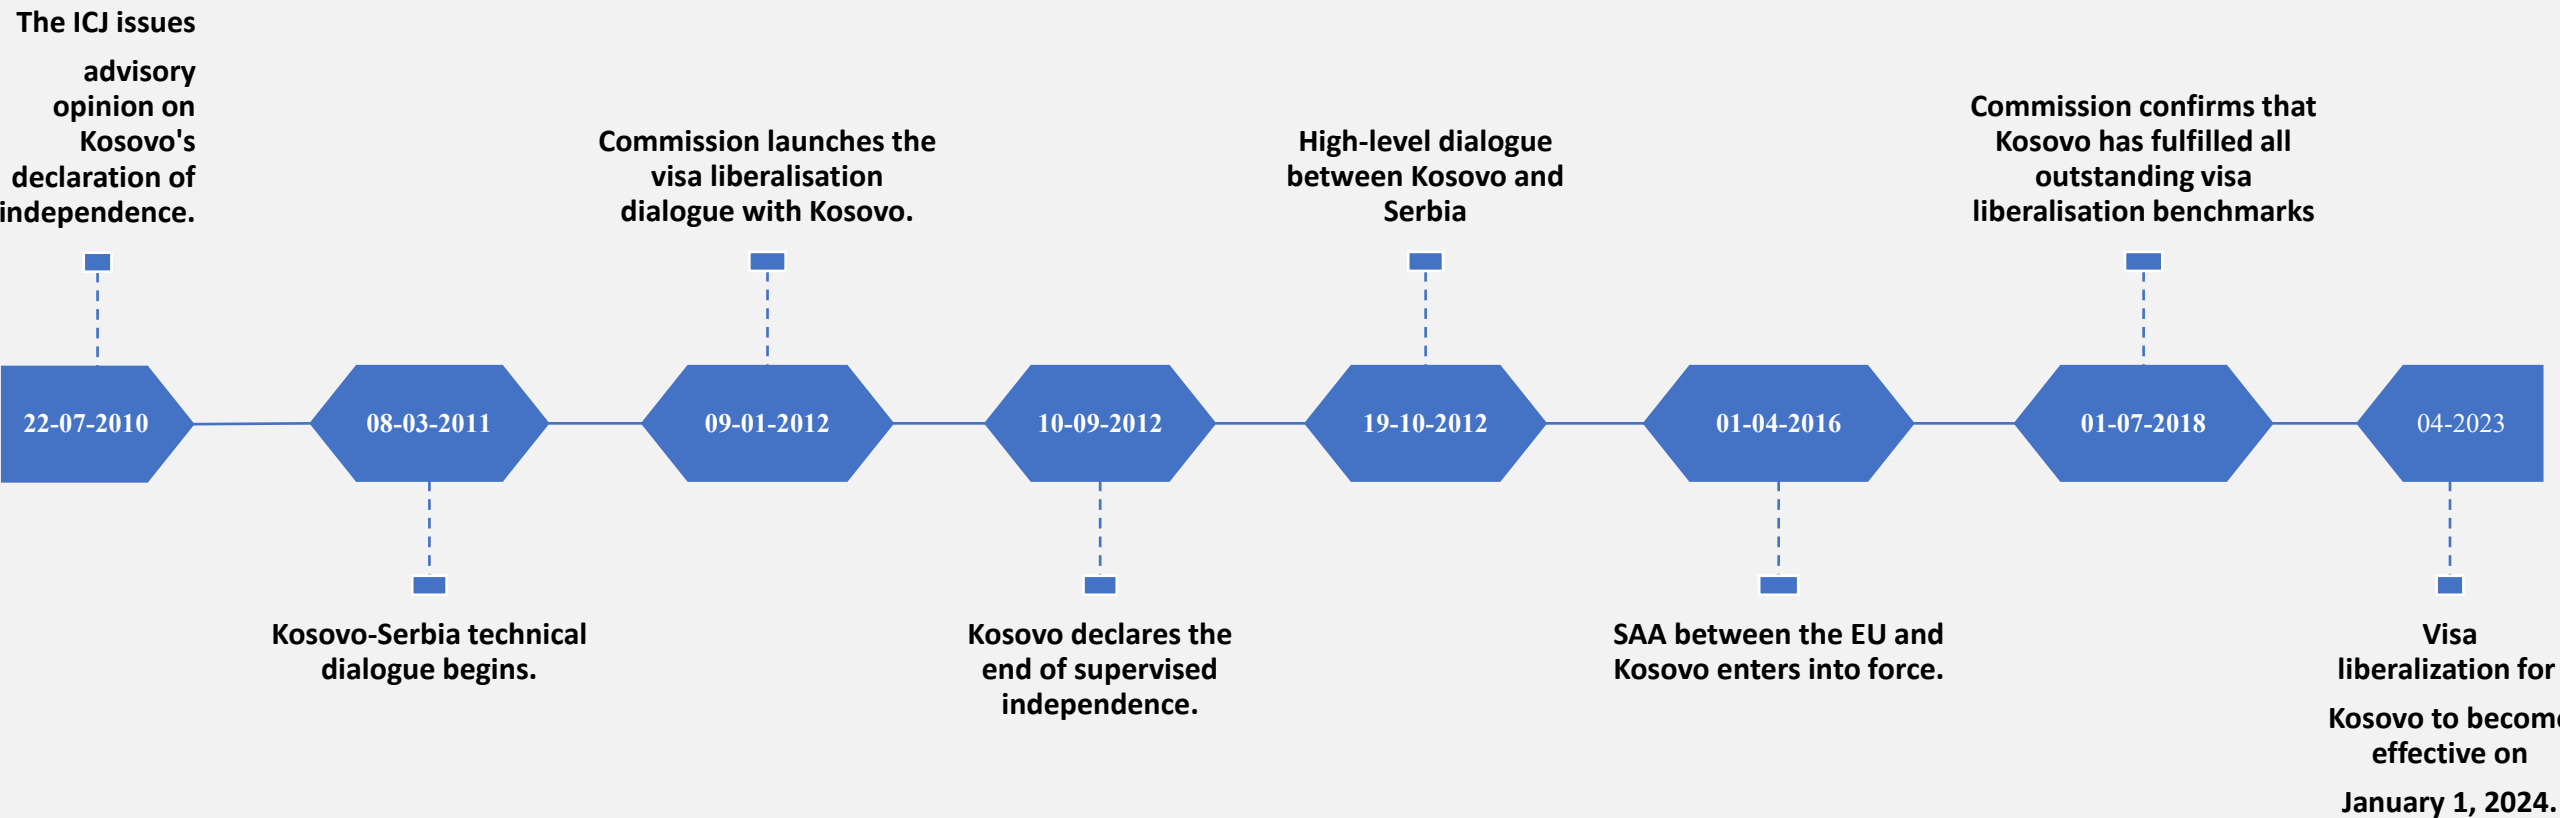 The ICJ issues
advisory
opinion on
Kosovo's
declaration of
independence.
Commission launches the
visa liberalisation
dialogue with Kosovo.
High-level dialogue
between Kosovo and
Serbia
Commission confirms that
Kosovo has fulfilled all
outstanding visa
liberalisation benchmarks
22-07-2010
08-03-2011
09-01-2012
10-09-2012
19-10-2012
01-04-2016
01-07-2018
04-2023
Kosovo-Serbia technical
dialogue begins.
Kosovo declares the
end of supervised
independence.
SAA between the EU and
Kosovo enters into force.
Visa
liberalization for
Kosovo to become
effective on
January 1, 2024.